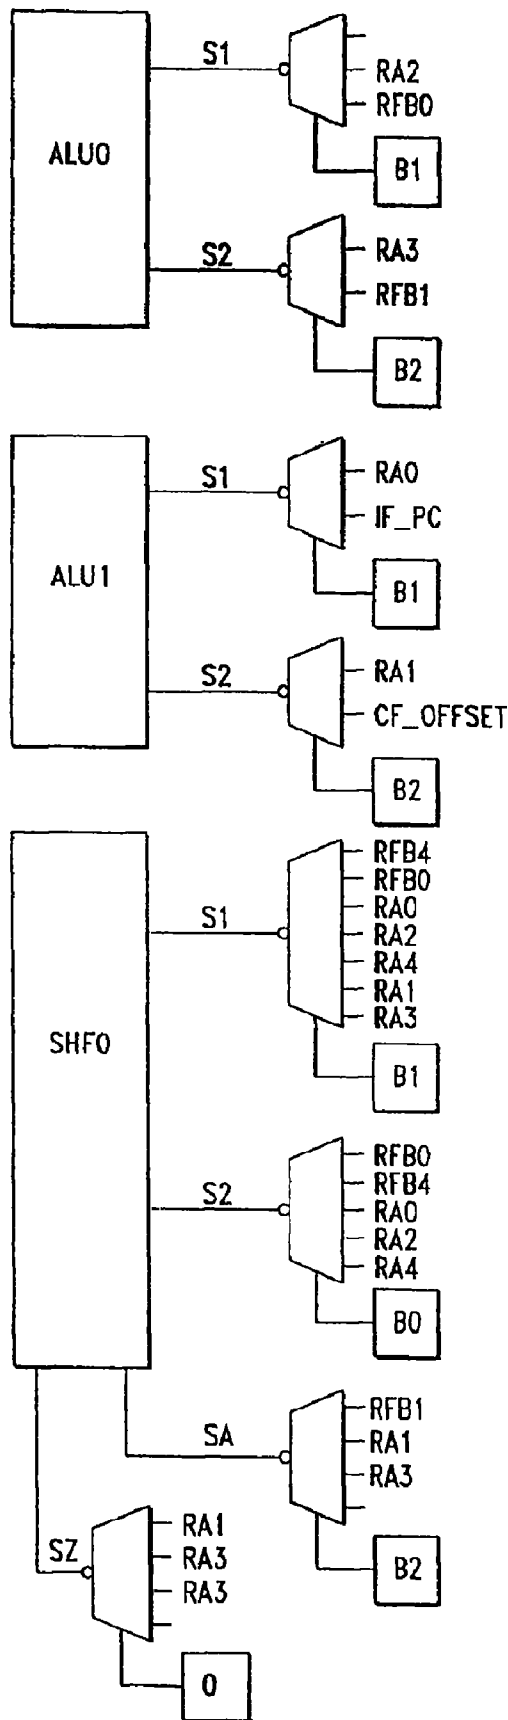 S1
RA2
RFB0
ALU0
B1
S2
RA3
RFB1
B2
S1
RA0
IF_PC
ALU1
B1
S2
RA1
CF_OFFSET
B2
RFB4
RFB0
S1
RA0
RA2
RA4
RA1
RA3
SHF0
B1
RFB0
S2
RFB4
RA0
RA2
RA4
B0
RFB1
SA
RA1
RA3
B2
RA1
SZ
RA3
RA3
0